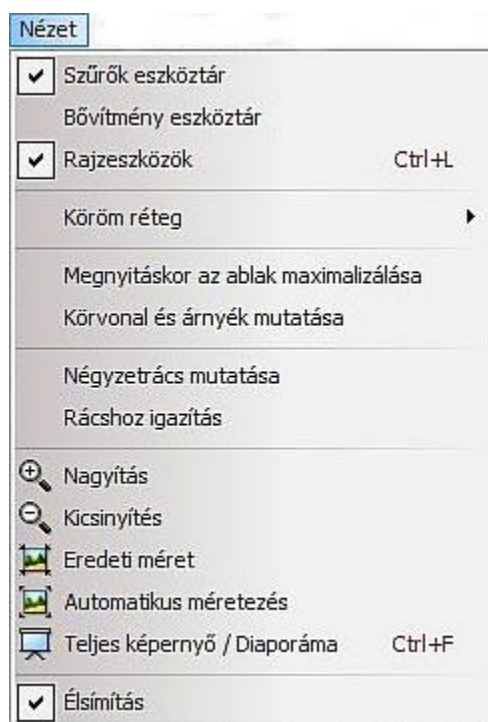 Nézet
Szűrők eszköztár
Bővítmény eszköztár
Rajzeszközök Ctrl+L
Köröm réteg
Megnyitáskor az ablak maximalizálása
Körvonal és árnyék mutatása
Négyzetrács mutatása
Rácshoz igazítás
Nagyítás
Kicsinyítés
Eredeti méret
Automatikus méretezés
Teljes képernyő / Diaporáma Ctrl+F
Élsímítás